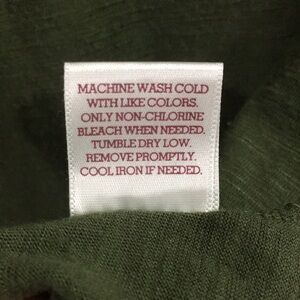 MACHINE WASH COLD
WITH LIKE COLORS.
ONLY NON-CHLORINE
BLEACH WHEN NEEDED.
TUMBLE DRY LOW.
REMOVE PROMPTLY.
COOL IRON IF NEEDED.